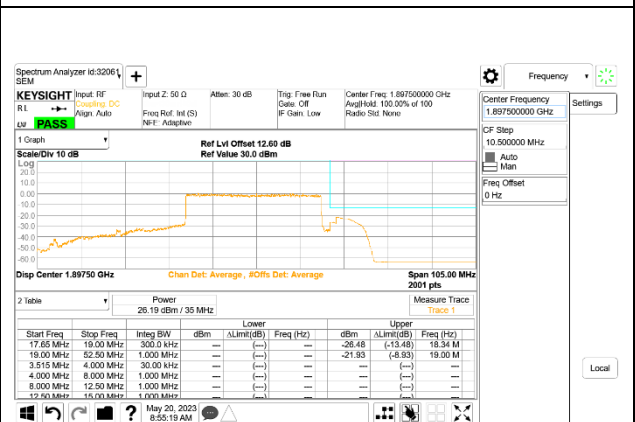 Spectrum Analyzer Id:32061
SEM
+
Frequency
KEYSIGHT
Input: RF
Input Z: 50 Ω
Atten: 30 dB
Trig: Free Run
Center Freq: 1.897500000 GHz
RL
Coupling: DC
Gate: Off
Avg|Hold: 100.00% of 100
Align: Auto
Freq Ref: Int (S)
IF Gain: Low
Radio Std: None
PASS
NFE: Adaptive
Center Frequency
1.897500000 GHz
Settings
CF Step
10.500000 MHz
Auto
Man
Freq Offset
0 Hz
1 Graph
Ref Lvl Offset 12.60 dB
Scale/Div 10 dB
Ref Value 30.0 dBm
Log
20.0
10.0
0.00
-10.0
-20.0
-30.0
-40.0
-50.0
-60.0
Disp Center 1.89750 GHz
Chan Det: Average , #Offs Det: Average
Span 105.00 MHz
2001 pts
2 Table
Power
26.19 dBm / 35 MHz
Measure Trace
Trace 1
Lower Upper
Start Freq Stop Freq Integ BW dBm ΔLimit(dB) Freq (Hz) dBm ΔLimit(dB) Freq (Hz)
17.65 MHz 19.00 MHz 300.0 kHz --- (---) --- -26.48 (-13.48) 18.34 M
19.00 MHz 52.50 MHz 1.000 MHz --- (---) --- -21.93 (-8.93) 19.00 M
3.515 MHz 4.000 MHz 30.00 kHz --- (---) --- --- (---) ---
4.000 MHz 8.000 MHz 1.000 MHz --- (---) --- --- (---) ---
8.000 MHz 12.50 MHz 1.000 MHz --- (---) --- --- (---) ---
12.50 MHz 15.00 MHz 1.000 MHz --- (---) --- --- (---) ---
Local
?
May 20, 2023
8:55:19 AM